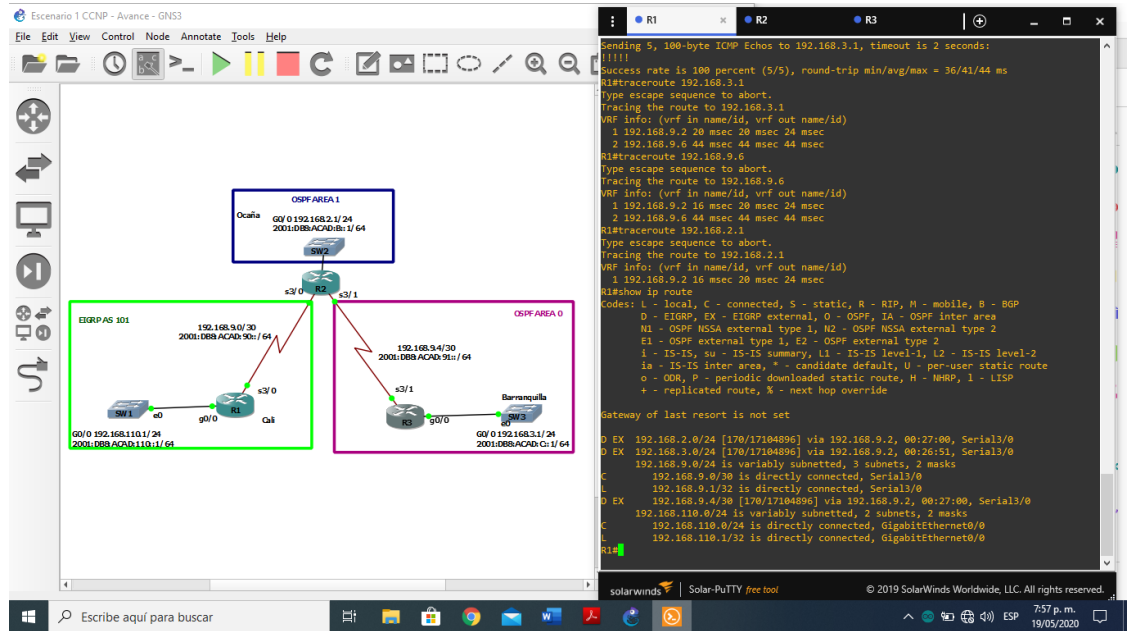 Escenario 1 CCNP - Avance - GNS3
File Edit View Control Node Annotate Tools Help
OSPF AREA 1
Ocaña
G0/0 192.168.2.1/24
2001:DB8:ACAD:B::1/64
SW2
R2
s3/0
s3/1
EIGRP AS 101
192.168.9.0/30
2001:DB8:ACAD:90::/64
s3/0
SW1
e0
g0/0
R1
Cali
G0/0 192.168.110.1/24
2001:DB8:ACAD:110::1/64
OSPF AREA 0
192.168.9.4/30
2001:DB8:ACAD:91::/64
s3/1
R3
g0/0
Barranquilla
SW3
e0
G0/0 192.168.3.1/24
2001:DB8:ACAD:C::1/64
R1
R2
R3
Sending 5, 100-byte ICMP Echos to 192.168.3.1, timeout is 2 seconds:
!!!!!
Success rate is 100 percent (5/5), round-trip min/avg/max = 36/41/44 ms
R1#traceroute 192.168.3.1
Type escape sequence to abort.
Tracing the route to 192.168.3.1
VRF info: (vrf in name/id, vrf out name/id)
1 192.168.9.2 20 msec 20 msec 24 msec
2 192.168.9.6 44 msec 44 msec 44 msec
R1#traceroute 192.168.9.6
Type escape sequence to abort.
Tracing the route to 192.168.9.6
VRF info: (vrf in name/id, vrf out name/id)
1 192.168.9.2 16 msec 20 msec 24 msec
2 192.168.9.6 44 msec 44 msec 44 msec
R1#traceroute 192.168.2.1
Type escape sequence to abort.
Tracing the route to 192.168.2.1
VRF info: (vrf in name/id, vrf out name/id)
1 192.168.9.2 16 msec 20 msec 24 msec
R1#show ip route
Codes: L - local, C - connected, S - static, R - RIP, M - mobile, B - BGP
D - EIGRP, EX - EIGRP external, O - OSPF, IA - OSPF inter area
N1 - OSPF NSSA external type 1, N2 - OSPF NSSA external type 2
E1 - OSPF external type 1, E2 - OSPF external type 2
i - IS-IS, su - IS-IS summary, L1 - IS-IS level-1, L2 - IS-IS level-2
ia - IS-IS inter area, * - candidate default, U - per-user static route
o - ODR, P - periodic downloaded static route, H - NHRP, l - LISP
+ - replicated route, % - next hop override
Gateway of last resort is not set
D EX 192.168.2.0/24 [170/17104896] via 192.168.9.2, 00:27:00, Serial3/0
D EX 192.168.3.0/24 [170/17104896] via 192.168.9.2, 00:26:51, Serial3/0
192.168.9.0/24 is variably subnetted, 3 subnets, 2 masks
C 192.168.9.0/30 is directly connected, Serial3/0
L 192.168.9.1/32 is directly connected, Serial3/0
D EX 192.168.9.4/30 [170/17104896] via 192.168.9.2, 00:27:00, Serial3/0
192.168.110.0/24 is variably subnetted, 2 subnets, 2 masks
C 192.168.110.0/24 is directly connected, GigabitEthernet0/0
L 192.168.110.1/32 is directly connected, GigabitEthernet0/0
R1#
solarwinds Solar-PuTTY free tool © 2019 SolarWinds Worldwide, LLC. All rights reserved.
Escribe aquí para buscar
ESP
7:57 p. m.
19/05/2020